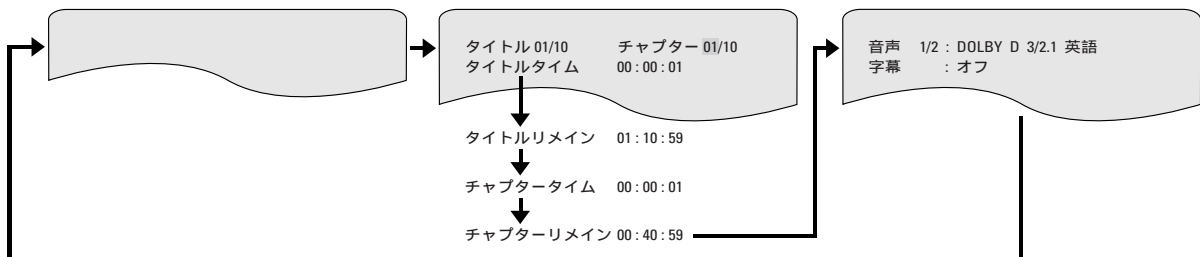 タイトル 01/10 チャプター 01/10
タイトルタイム 00 : 00 : 01
タイトルリメイン 01 : 10 : 59
チャプタータイム 00 : 00 : 01
チャプターリメイン 00 : 40 : 59
音声 1/2 : DOLBY D 3/2.1 英語
字幕 : オフ